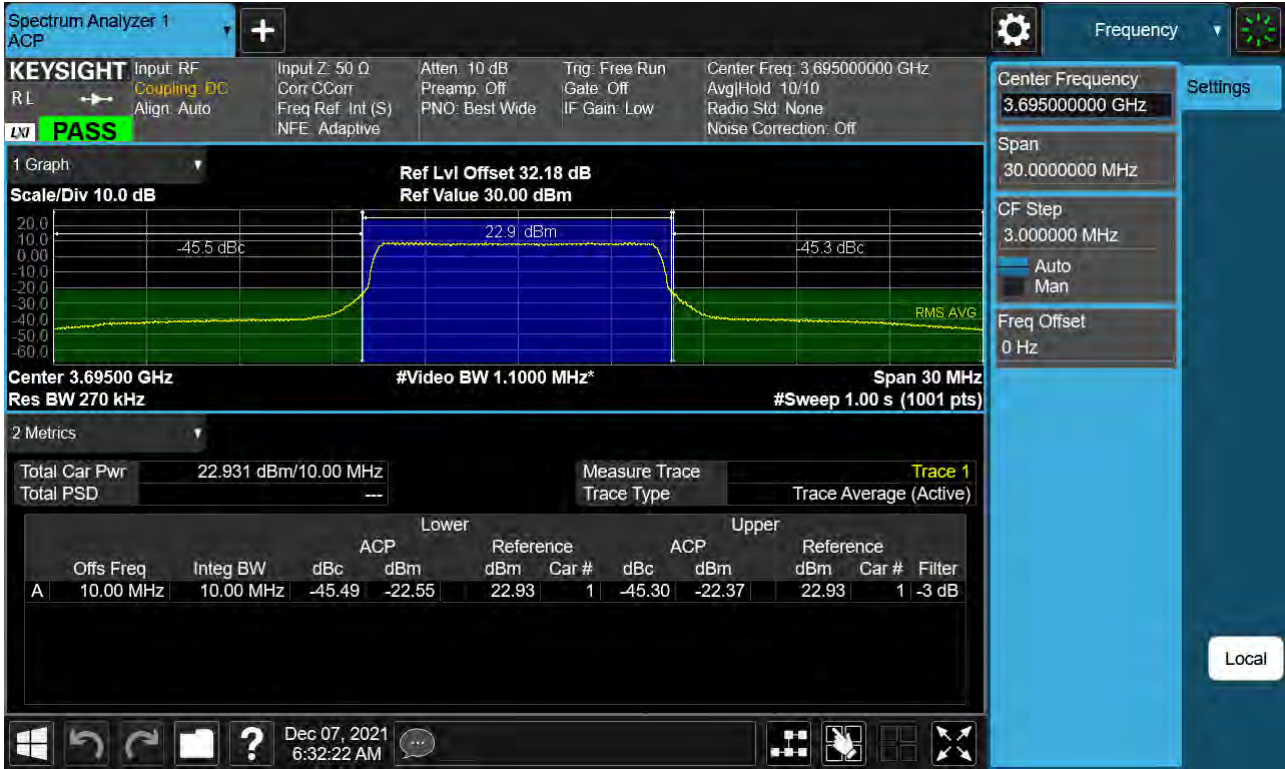 Spectrum Analyzer 1
ACP
+
Frequency
KEYSIGHT
R L
LXI PASS
Input: RF
Coupling: DC
Align: Auto
Input Z: 50 Ω
Corr CCorr
Freq Ref: Int (S)
NFE: Adaptive
Atten: 10 dB
Preamp: Off
PNO: Best Wide
Trig: Free Run
Gate: Off
IF Gain: Low
Center Freq: 3.695000000 GHz
Avg|Hold: 10/10
Radio Std: None
Noise Correction: Off
Center Frequency
3.695000000 GHz
Settings
Span
30.0000000 MHz
CF Step
3.000000 MHz
Auto
Man
Freq Offset
0 Hz
Local
1 Graph
Scale/Div 10.0 dB
Ref Lvl Offset 32.18 dB
Ref Value 30.00 dBm
20.0
10.0
0.00
-10.0
-20.0
-30.0
-40.0
-50.0
-60.0
-45.5 dBc
22.9 dBm
-45.3 dBc
RMS AVG
Center 3.69500 GHz
#Video BW 1.1000 MHz*
Span 30 MHz
Res BW 270 kHz
#Sweep 1.00 s (1001 pts)
2 Metrics
Total Car Pwr 22.931 dBm/10.00 MHz
Total PSD ---
Measure Trace Trace 1
Trace Type Trace Average (Active)
Lower Upper
ACP Reference ACP Reference
Offs Freq Integ BW dBc dBm dBm Car # dBc dBm dBm Car # Filter
A 10.00 MHz 10.00 MHz -45.49 -22.55 22.93 1 -45.30 -22.37 22.93 1 -3 dB
?
Dec 07, 2021
6:32:22 AM